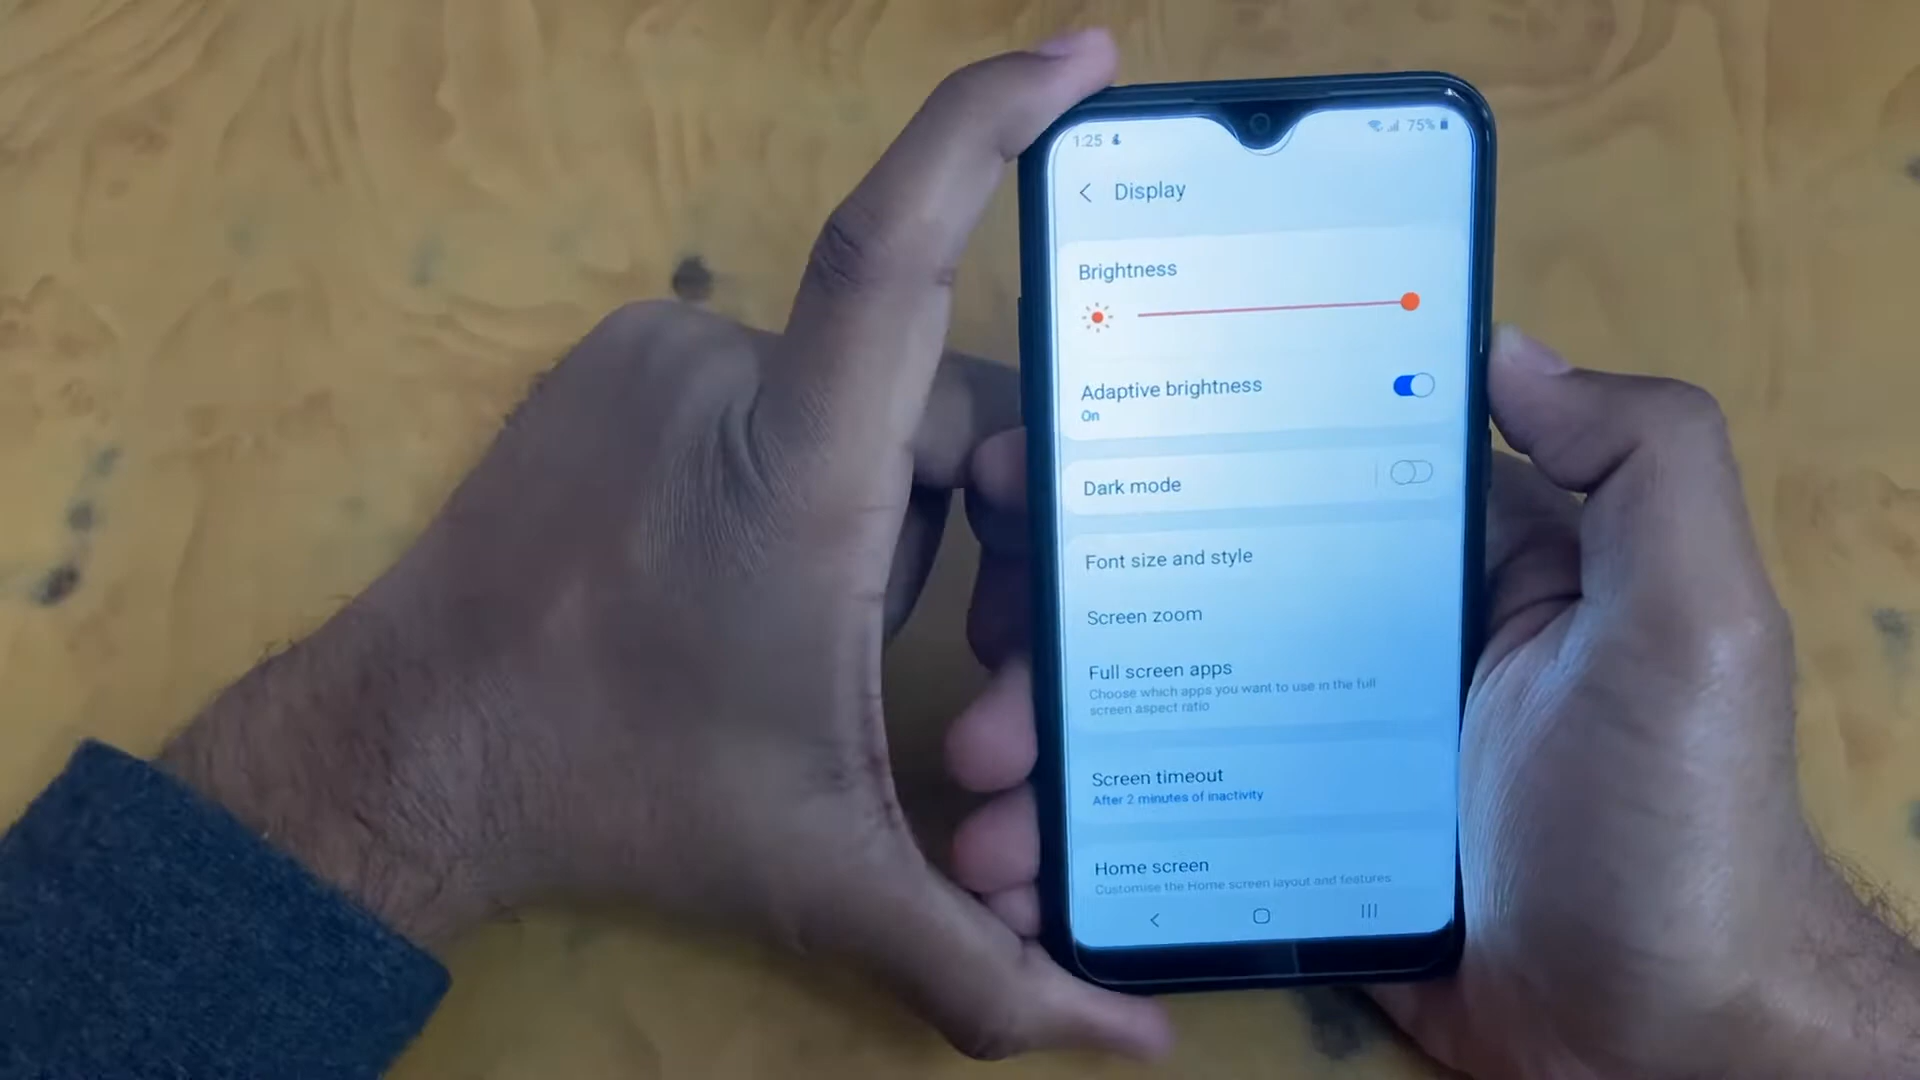 1:25
75%
Display
Brightness
Adaptive brightness
On
Dark mode
Font size and style
Screen zoom
Full screen apps
Choose which apps you want to use in the full
screen aspect ratio
Screen timeout
After 2 minutes of inactivity
Home screen
Customise the Home screen layout and features.